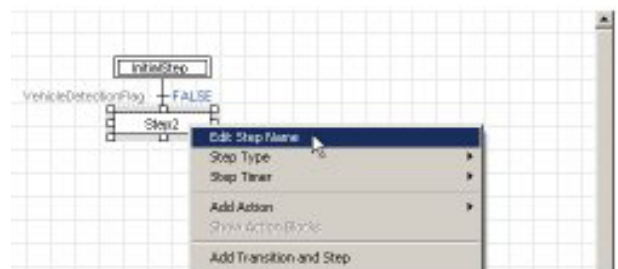 InitialStep
VehicleDetectionFlag FALSE
Step2
Edit Step Name
Step Type
Step Timer
Add Action
Show Action Blocks
Add Transition and Step